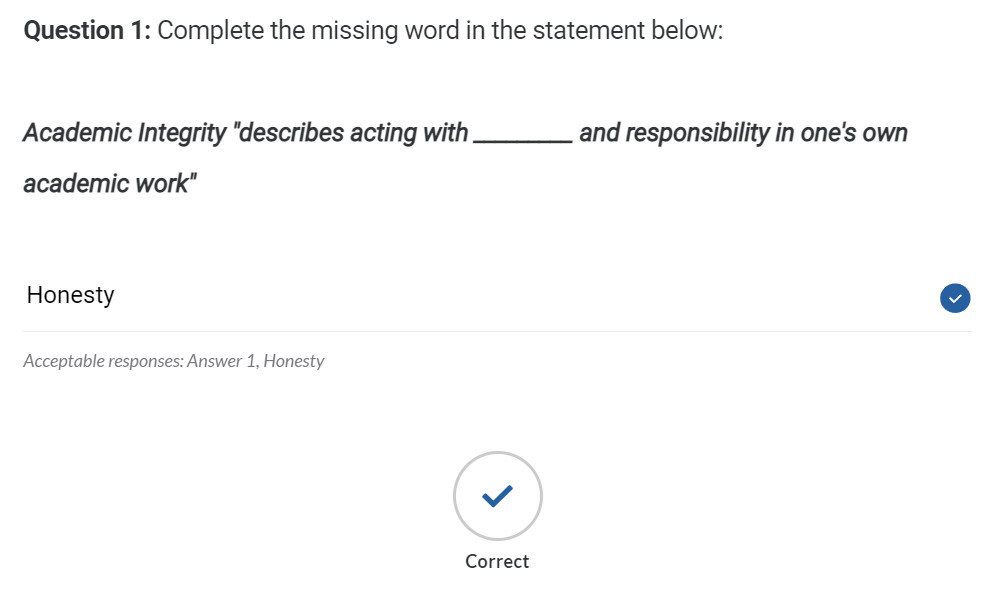 Question 1: Complete the missing word in the statement below:
Academic Integrity "describes acting with _________ and responsibility in one's own
academic work"
Honesty
Acceptable responses: Answer 1, Honesty
Correct